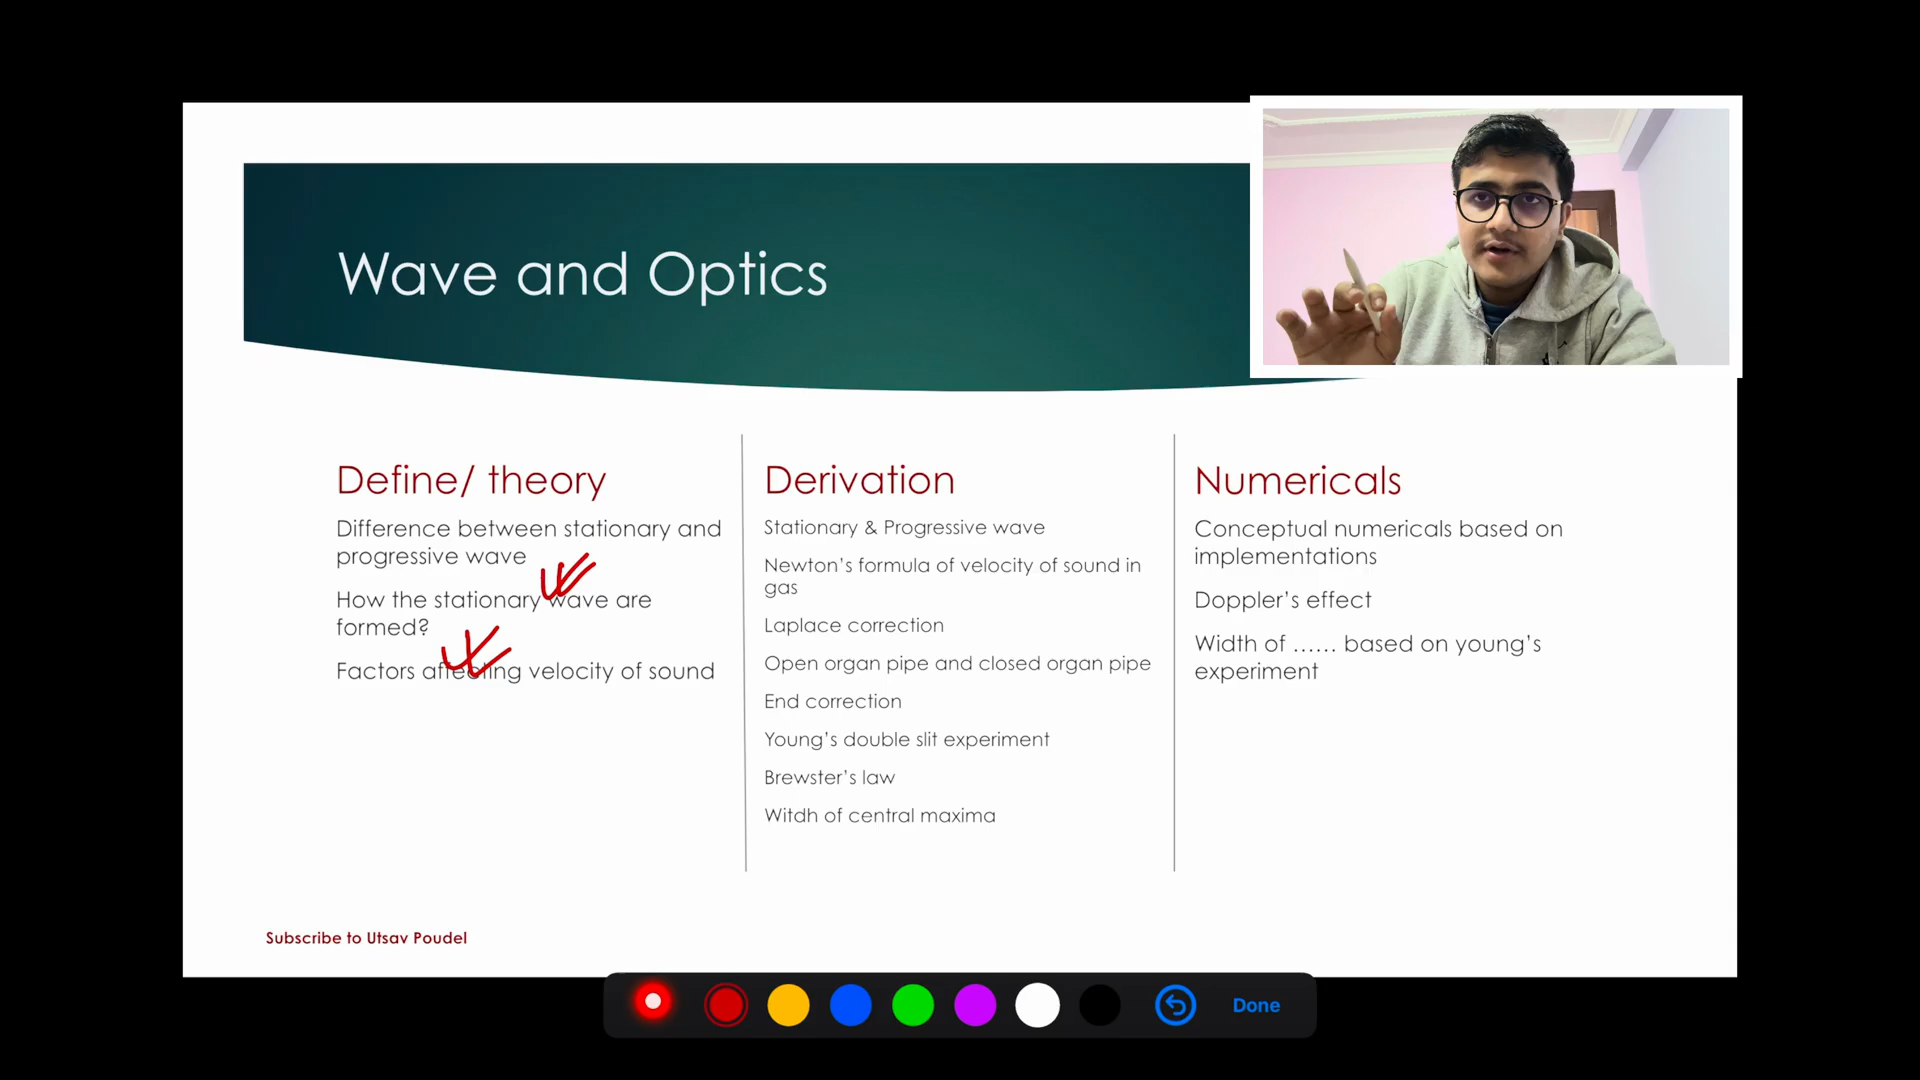 Wave and Optics
Define/ theory
Difference between stationary and
progressive wave
How the stationary wave are
formed?
Factors affecting velocity of sound
Derivation
Stationary & Progressive wave
Newton’s formula of velocity of sound in
gas
Laplace correction
Open organ pipe and closed organ pipe
End correction
Young’s double slit experiment
Brewster’s law
Witdh of central maxima
Numericals
Conceptual numericals based on
implementations
Doppler’s effect
Width of …… based on young’s
experiment
Subscribe to Utsav Poudel
Done